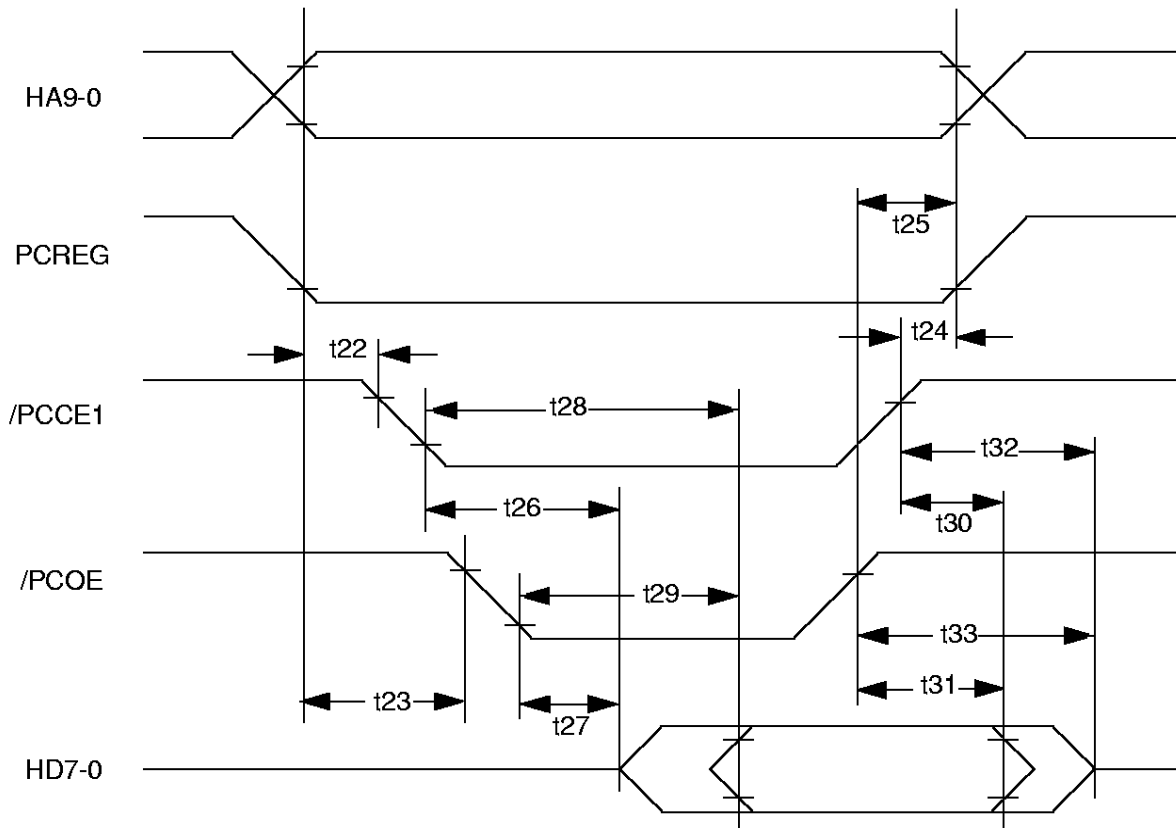 HA9-0
t25
PCREG
t24
t22
/PCCE1
t28
t32
t26
t30
/PCOE
t29
t33
t31
t23
t27
HD7-0